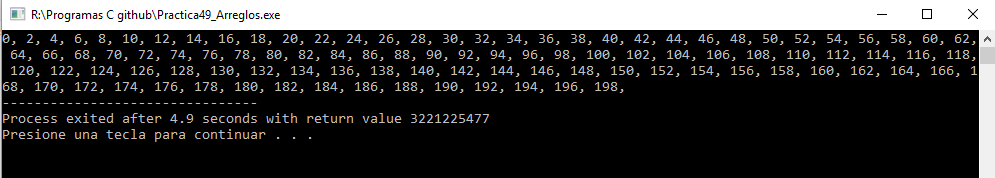 R:\Programas C github\Practica49_Arreglos.exe
0, 2, 4, 6, 8, 10, 12, 14, 16, 18, 20, 22, 24, 26, 28, 30, 32, 34, 36, 38, 40, 42, 44, 46, 48, 50, 52, 54, 56, 58, 60, 62,
64, 66, 68, 70, 72, 74, 76, 78, 80, 82, 84, 86, 88, 90, 92, 94, 96, 98, 100, 102, 104, 106, 108, 110, 112, 114, 116, 118,
120, 122, 124, 126, 128, 130, 132, 134, 136, 138, 140, 142, 144, 146, 148, 150, 152, 154, 156, 158, 160, 162, 164, 166, 1
68, 170, 172, 174, 176, 178, 180, 182, 184, 186, 188, 190, 192, 194, 196, 198,
--------------------------------
Process exited after 4.9 seconds with return value 3221225477
Presione una tecla para continuar . . .